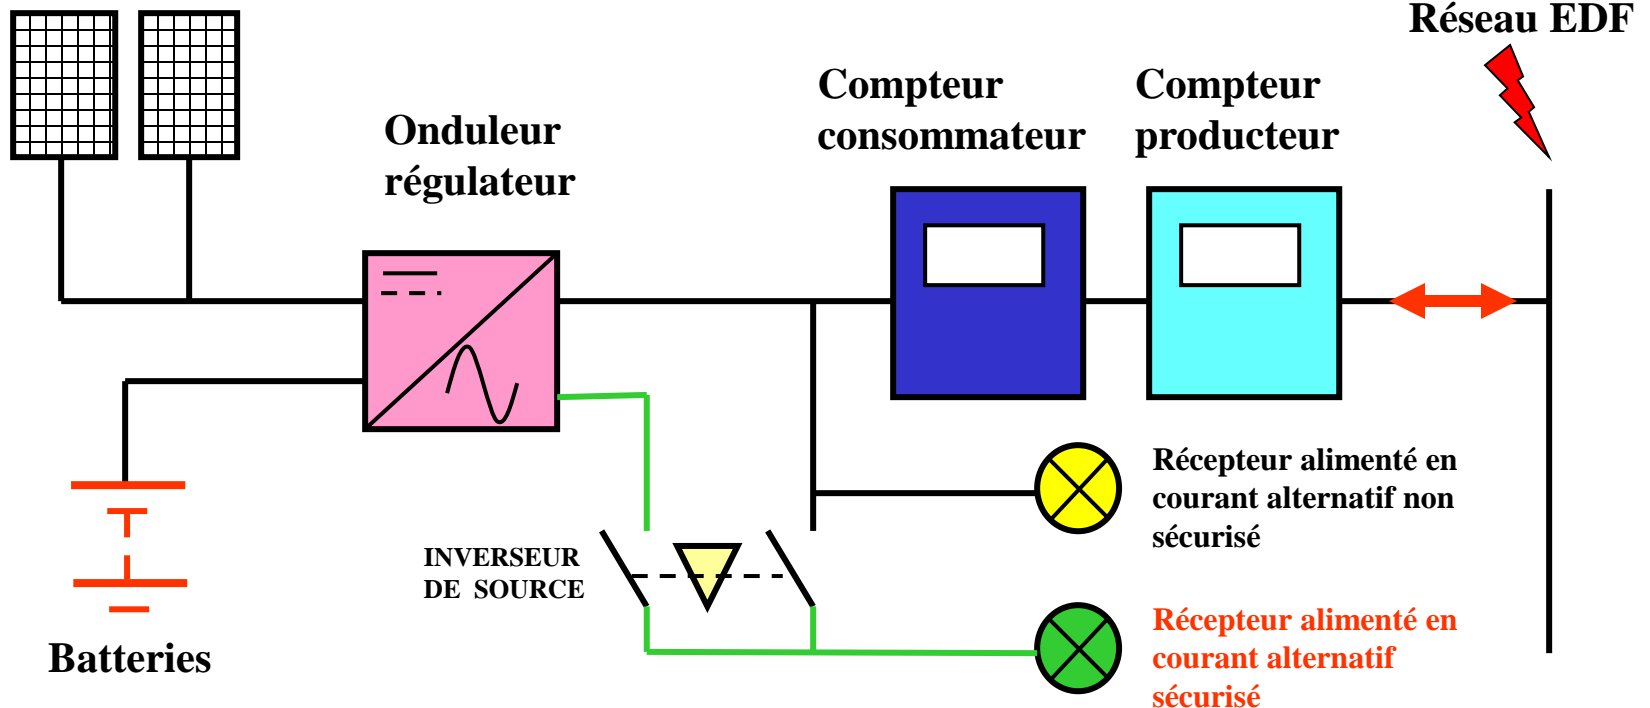 Réseau EDF
Compteur
consommateur
Compteur
producteur
Onduleur
régulateur
Récepteur alimenté en
courant alternatif non
sécurisé
INVERSEUR
DE SOURCE
Récepteur alimenté en
courant alternatif
sécurisé
Batteries